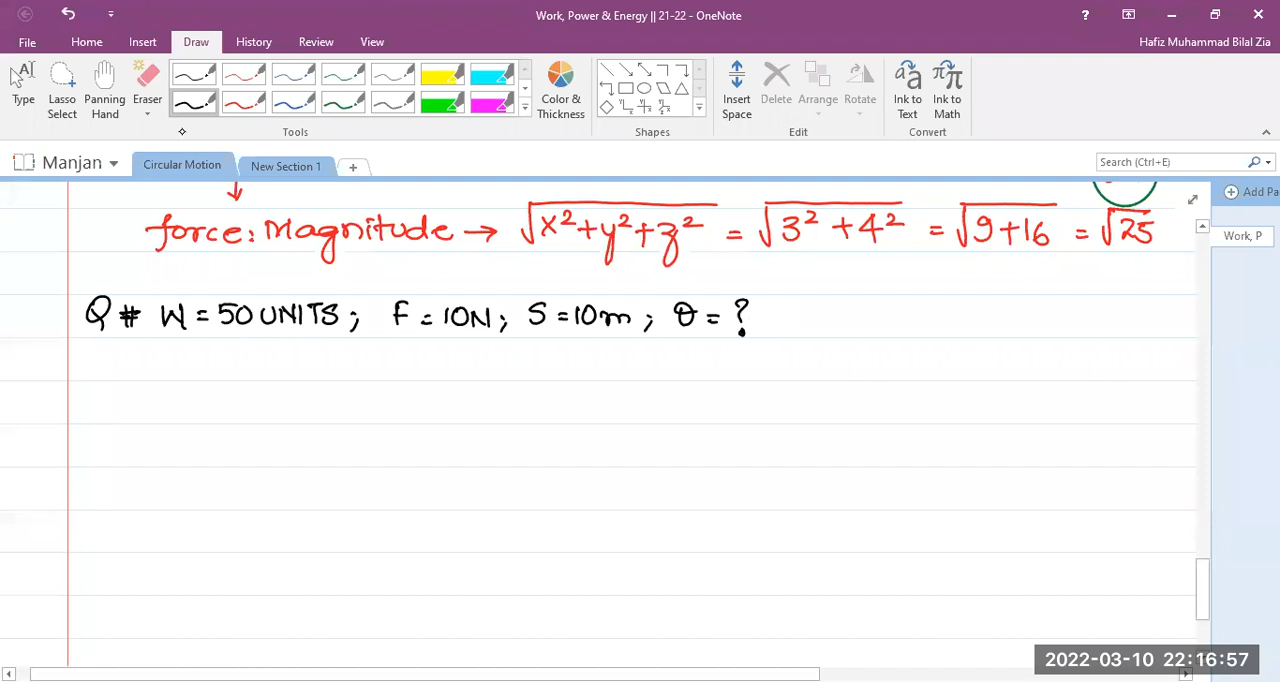 Work, Power & Energy || 21-22 - OneNote
File Home Insert Draw History Review View
Hafiz Muhammad Bilal Zia
Type
Lasso Select
Panning Hand
Eraser
Color & Thickness
Insert Space
Delete
Arrange
Rotate
Ink to Text
Ink to Math
Tools
Shapes
Edit
Convert
Manjan
Circular Motion
New Section 1
Search (Ctrl+E)
Add Pa
Work, P
force: Magnitude → √x²+y²+z² = √3²+4² = √9+16 = √25
Q # W = 50 UNITS; F = 10N; S = 10m; θ = ?
2022-03-10 22:16:57